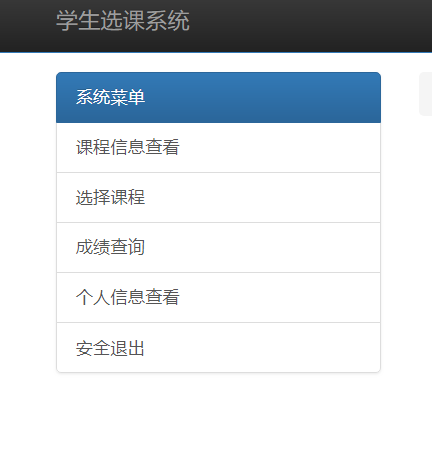 学生选课系统
系统菜单
课程信息查看
选择课程
成绩查询
个人信息查看
安全退出